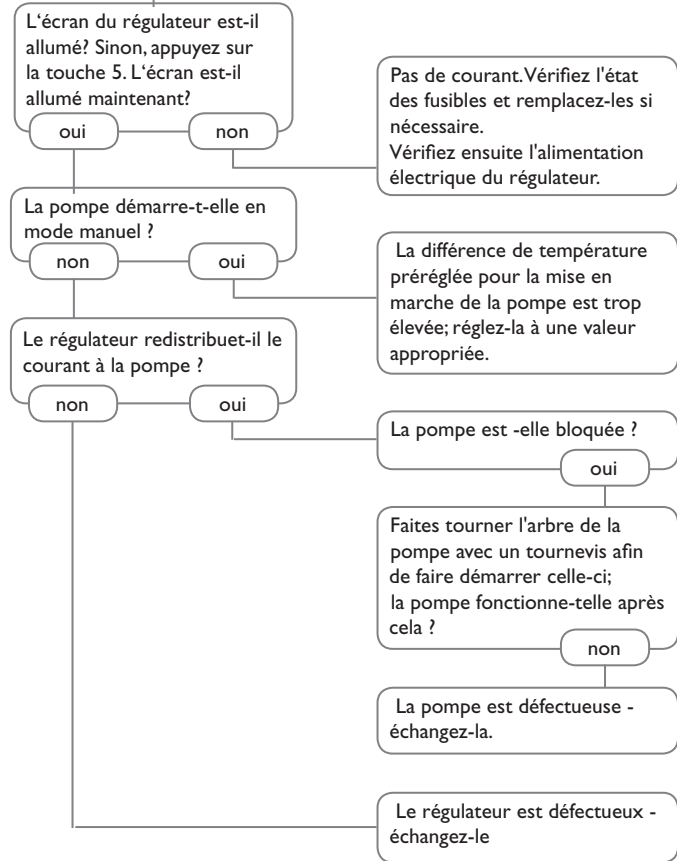 L‘écran du régulateur est-il
allumé? Sinon, appuyez sur
la touche 5. L‘écran est-il
allumé maintenant?
oui
non
Pas de courant. Vérifiez l'état
des fusibles et remplacez-les si
nécessaire.
Vérifiez ensuite l'alimentation
électrique du régulateur.
La pompe démarre-t-elle en
mode manuel ?
non
oui
La différence de température
préréglée pour la mise en
marche de la pompe est trop
élevée; réglez-la à une valeur
appropriée.
Le régulateur redistribuet-il le
courant à la pompe ?
non
oui
La pompe est -elle bloquée ?
oui
Faites tourner l'arbre de la
pompe avec un tournevis afin
de faire démarrer celle-ci;
la pompe fonctionne-telle après
cela ?
non
La pompe est défectueuse -
échangez-la.
Le régulateur est défectueux -
échangez-le